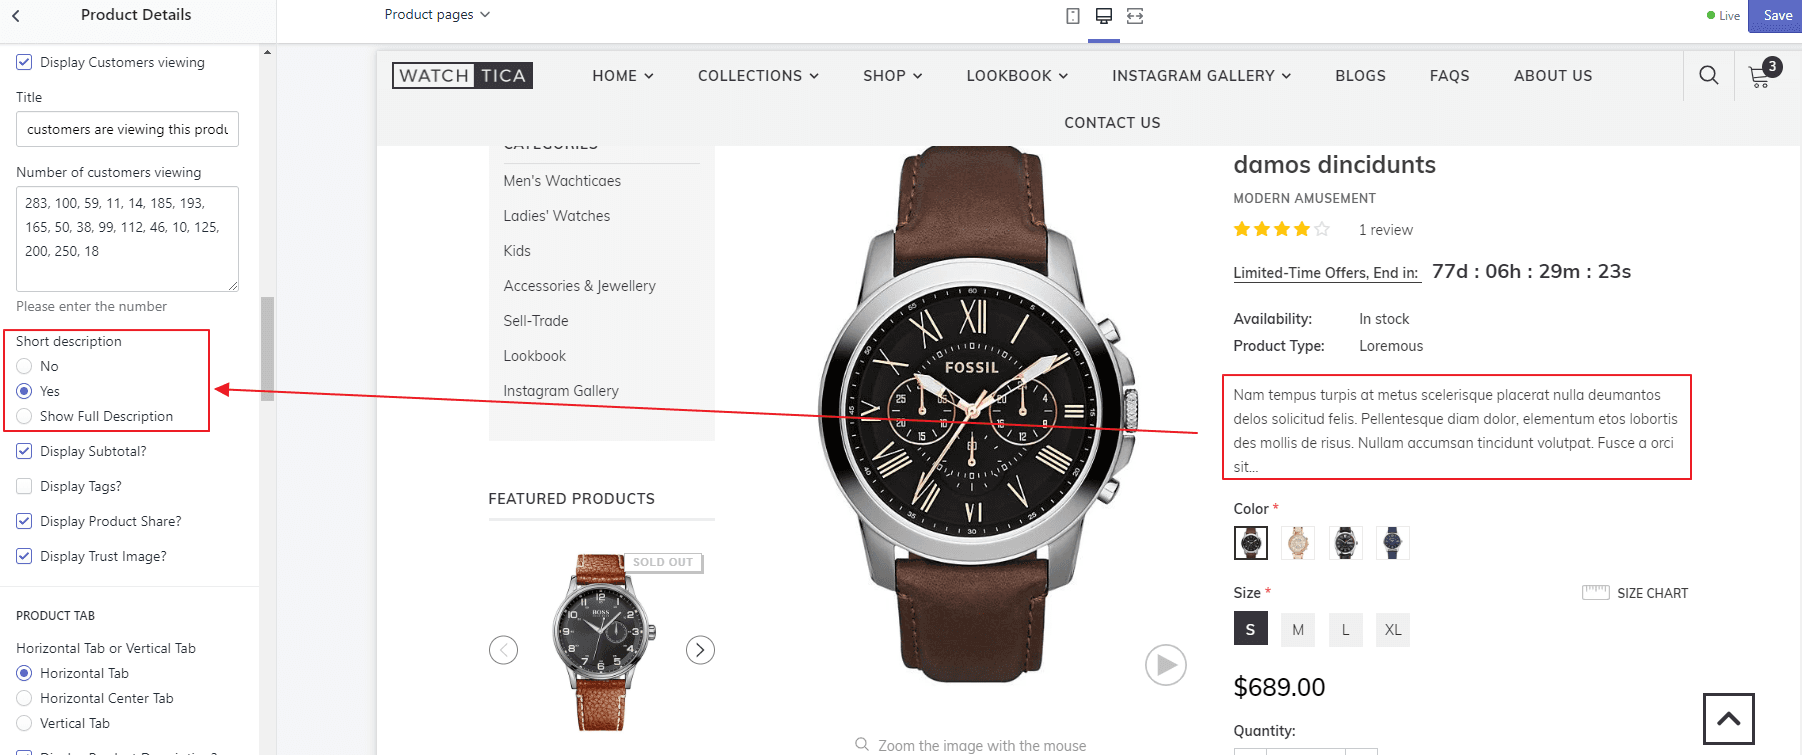 Product Details
Product pages
Live
Save
Display Customers viewing
Title
customers are viewing this produ
Number of customers viewing
283, 100, 59, 11, 14, 185, 193,
165, 50, 38, 99, 112, 46, 10, 125,
200, 250, 18
Please enter the number
Short description
No
Yes
Show Full Description
Display Subtotal?
Display Tags?
Display Product Share?
Display Trust Image?
PRODUCT TAB
Horizontal Tab or Vertical Tab
Horizontal Tab
Horizontal Center Tab
Vertical Tab
WATCH TICA
HOME
COLLECTIONS
SHOP
LOOKBOOK
INSTAGRAM GALLERY
BLOGS
FAQS
ABOUT US
3
CONTACT US
CATEGORIES
Men's Wachticaes
Ladies' Watches
Kids
Accessories & Jewellery
Sell-Trade
Lookbook
Instagram Gallery
FEATURED PRODUCTS
SOLD OUT
BOSS
FOSSIL
Zoom the image with the mouse
damos dincidunts
MODERN AMUSEMENT
1 review
Limited-Time Offers, End in: 77d : 06h : 29m : 23s
Availability: In stock
Product Type: Loremous
Nam tempus turpis at metus scelerisque placerat nulla deumantos
delos solicitud felis. Pellentesque diam dolor, elementum etos lobortis
des mollis de risus. Nullam accumsan tincidunt volutpat. Fusce a orci
sit...
Color *
Size *
SIZE CHART
S M L XL
$689.00
Quantity: